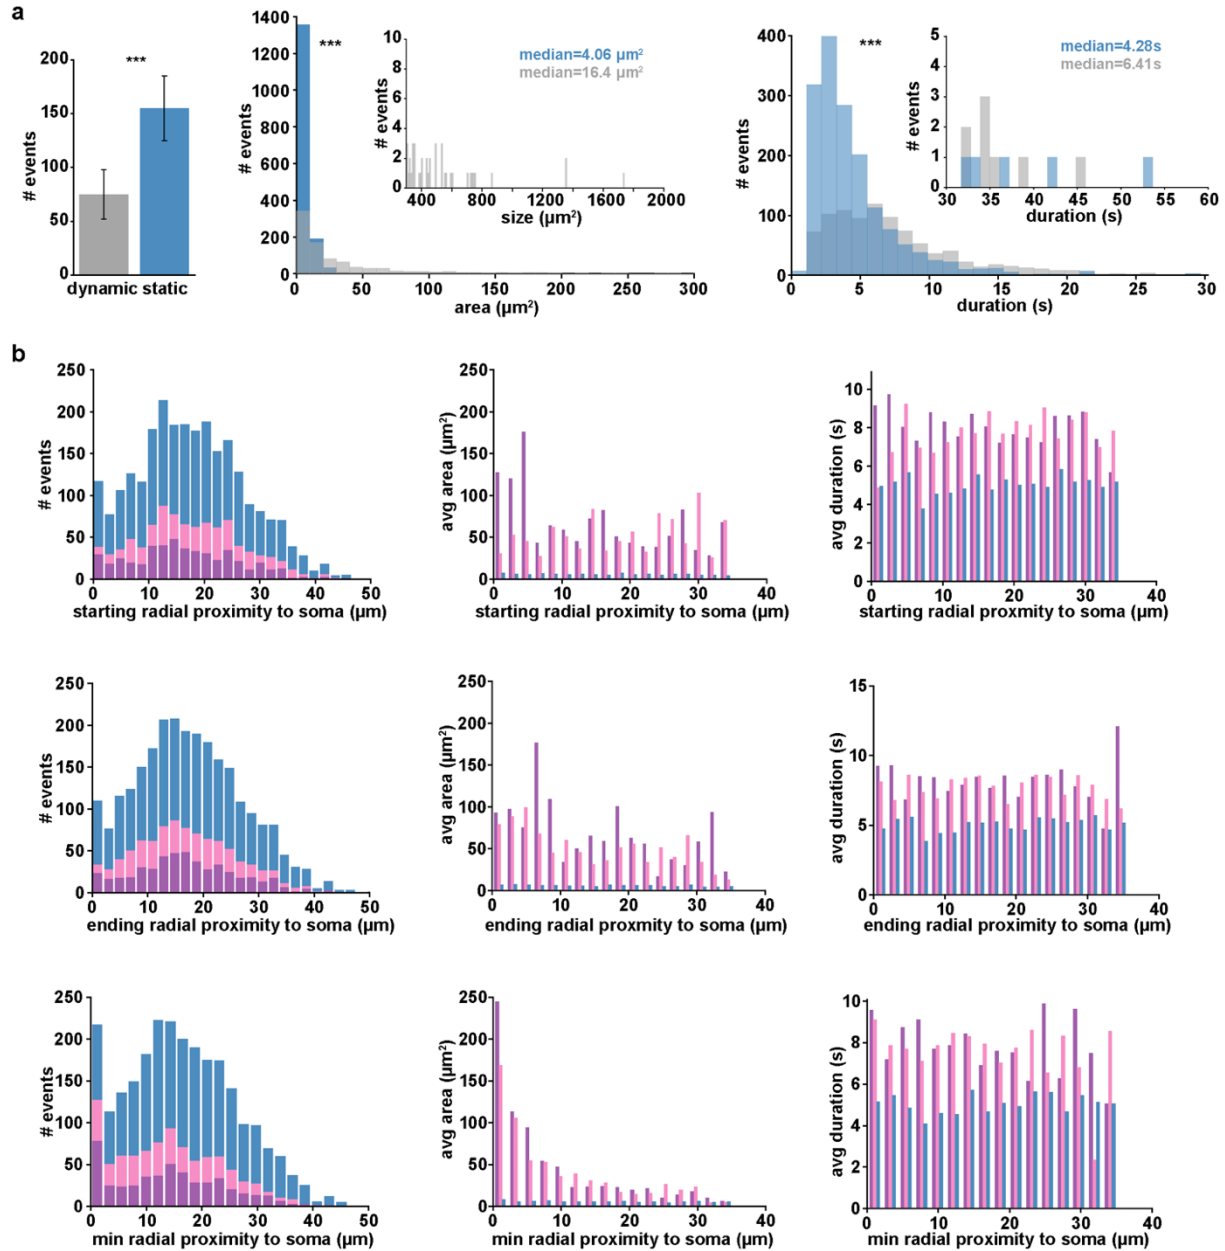 a
***
# events
200
150
100
50
0
dynamic static
***
# events
1400
1200
1000
800
600
400
200
0
0 50 100 150 200 250 300
area (µm²)
median=4.06 µm²
median=16.4 µm²
# events
10
8
6
4
2
0
400 800 1200 1600 2000
size (µm²)
***
# events
400
300
200
100
0
0 5 10 15 20 25 30
duration (s)
median=4.28s
median=6.41s
# events
5
4
3
2
1
0
30 35 40 45 50 55 60
duration (s)
b
# events
250
200
150
100
50
0
0 10 20 30 40 50
starting radial proximity to soma (µm)
avg area (µm²)
250
200
150
100
50
0
0 10 20 30 40
starting radial proximity to soma (µm)
avg duration (s)
10
8
6
4
2
0
0 10 20 30 40
starting radial proxmity to soma (µm)
# events
250
200
150
100
50
0
0 10 20 30 40 50
ending radial proximity to soma (µm)
avg area (µm²)
250
200
150
100
50
0
0 10 20 30 40
ending radial proxmity to soma (µm)
avg duration (s)
15
10
5
0
0 10 20 30 40
ending radial proximity to soma (µm)
# events
250
200
150
100
50
0
0 10 20 30 40 50
min radial proximity to soma (µm)
avg area (µm²)
250
200
150
100
50
0
0 10 20 30 40
min radial proximity to soma (µm)
avg duration (s)
10
8
6
4
2
0
0 10 20 30 40
min radial proximity to soma (µm)